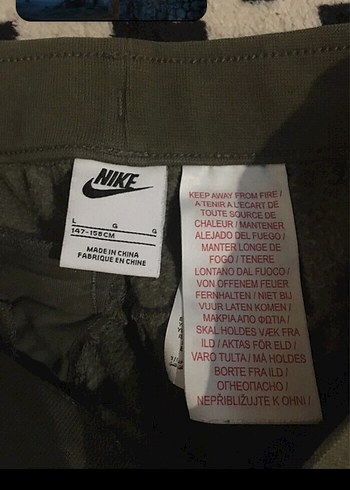 NIKE
L G G
147-158CM
MADE IN CHINA
FABRIQUE EN CHINE
KEEP AWAY FROM FIRE /
A TENIR A L'ECART DE
TOUTE SOURCE DE
CHALEUR / MANTENER
ALEJADO DEL FUEGO /
MANTER LONGE DE
FOGO / TENERE
LONTANO DAL FUOCO /
VON OFFENEM FEUER
FERNHALTEN / NIET BIJ
VUUR LATEN KOMEN /
ΜΑΚΡΙΑ ΑΠΟ ΦΩΤΙΑ /
SKAL HOLDES VÆK FRA
ILD / AKTAS FÖR ELD /
VARO TULTA / MÅ HOLDES
BORTE FRA ILD /
ОГНЕОПАСНО /
NEPŘIBLIŽUJTE K OHNI /